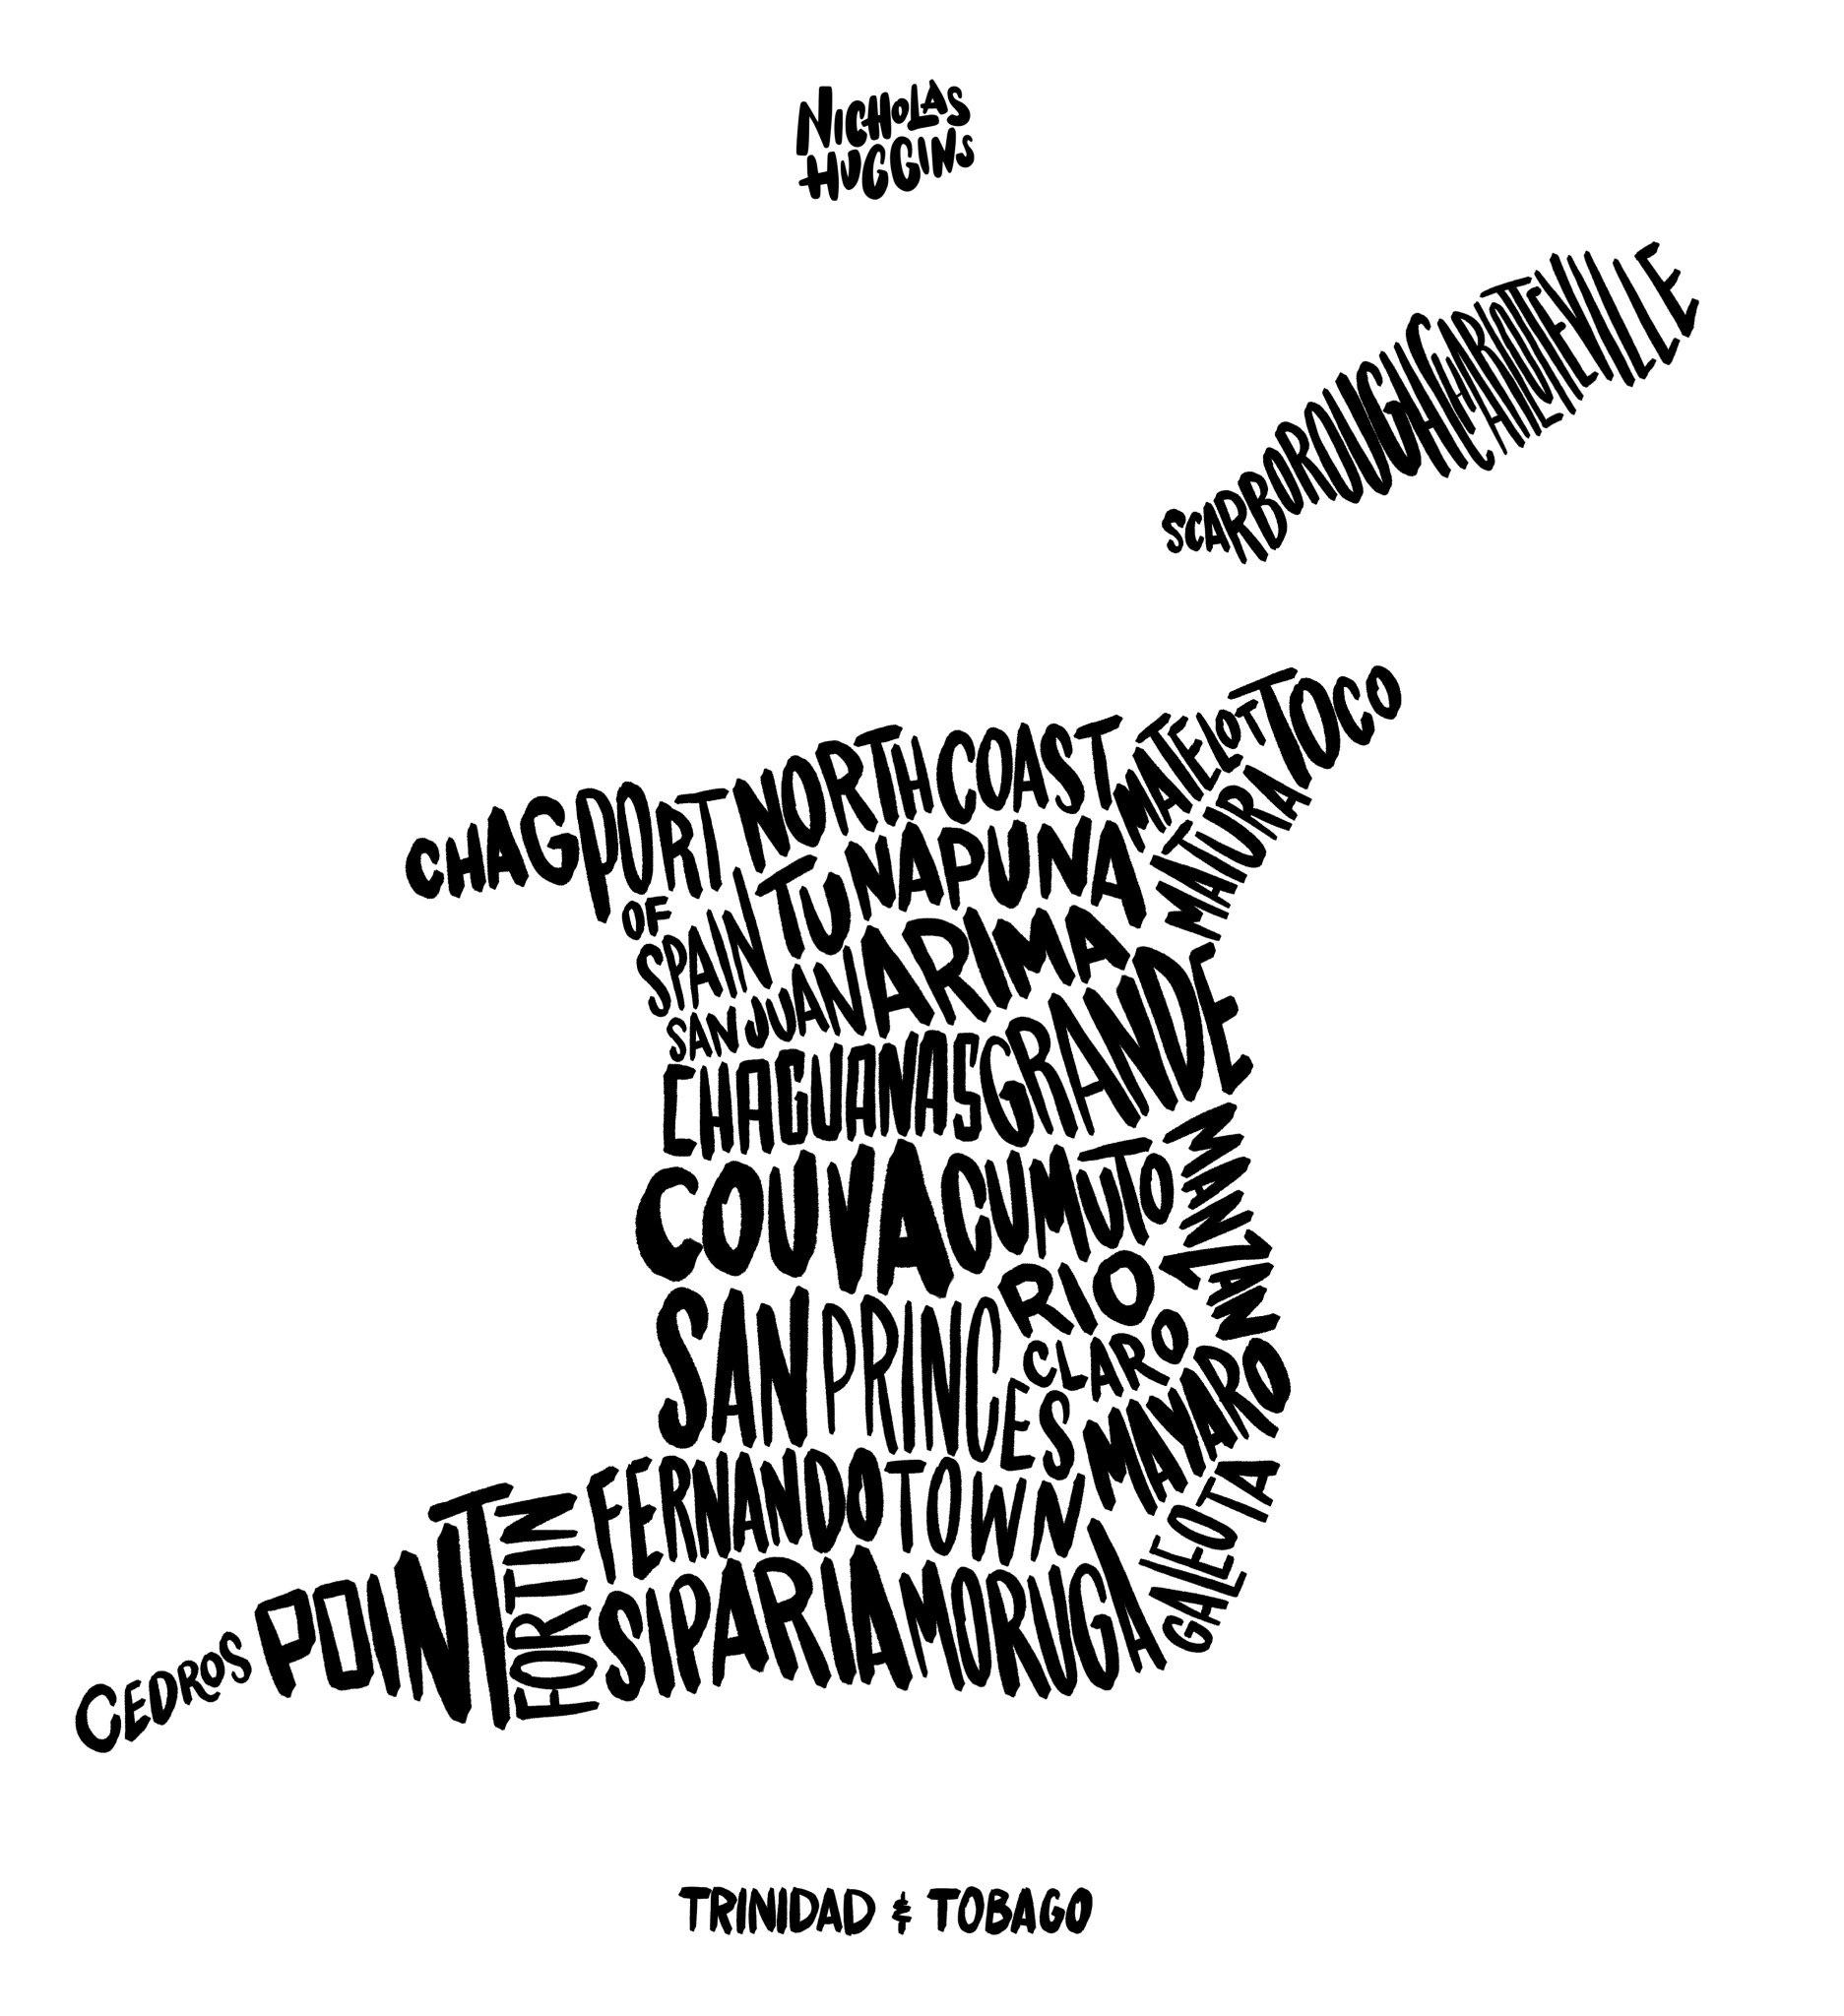 NICHOLAS
HUGGINS
SCARBOROUGH
CHARLOTTEVILLE
CHAG
PORT
OF
SPAIN
NORTH COAST
MATELOT
TOCO
MATURA
TUNAPUNA
SAN JUAN
ARIMA
CHAGUANAS
GRANDE
COUVA
CUMUTO
MANZAN
RIO
CLARO
SAN
FERNANDO
PRINCES
TOWN
MAYARO
GALEOTA
CEDROS
POINT
FORTIN
SIPARIA
MORUGA
TRINIDAD & TOBAGO